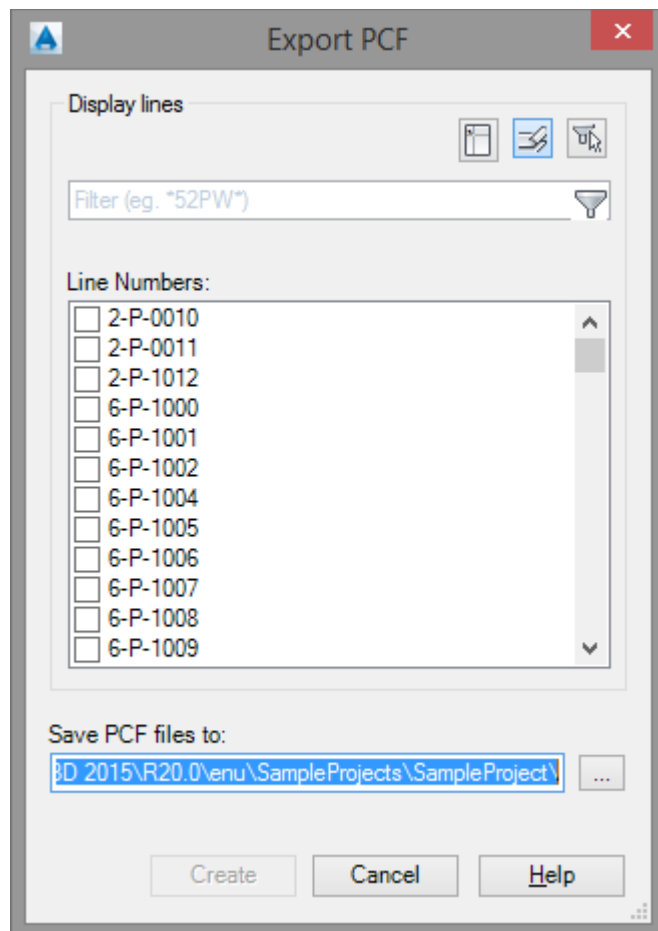 Export PCF
Display lines
Filter (eg. "52PW*)
Line Numbers:
2-P-0010
2-P-0011
2-P-1012
6-P-1000
6-P-1001
6-P-1002
6-P-1004
6-P-1005
6-P-1006
6-P-1007
6-P-1008
6-P-1009
Save PCF files to:
3D 2015\R20.0\enu\SampleProjects\SampleProject\
...
Create
Cancel
Help